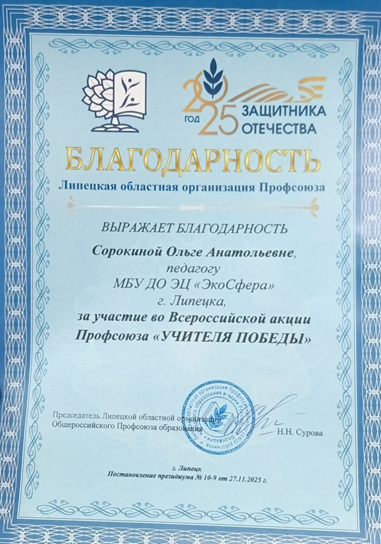 2025
ГОД
ЗАЩИТНИКА
ОТЕЧЕСТВА
БЛАГОДАРНОСТЬ
Липецкая областная организация Профсоюза
ВЫРАЖАЕТ БЛАГОДАРНОСТЬ
Сорокиной Ольге Анатольевне,
педагогу
МБУ ДО ЭЦ «ЭкоСфера»
г. Липецка,
за участие во Всероссийской акции
Профсоюза «УЧИТЕЛЯ ПОБЕДЫ»
Председатель Липецкой областной организации
Общероссийского Профсоюза образования
Н.Н. Сурова
г. Липецк
Постановление президиума № 10-9 от 27.11.2025 г.